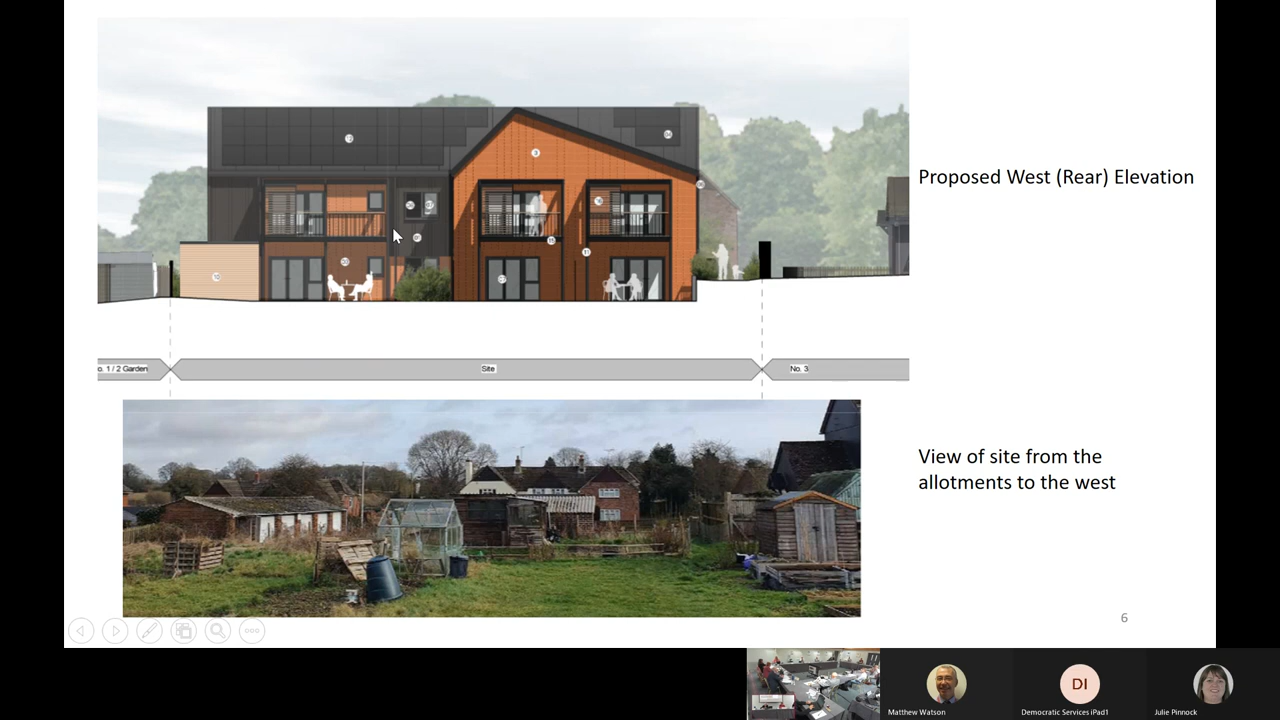 Proposed West (Rear) Elevation
o. 1 / 2 Garden
Site
No. 3
View of site from the
allotments to the west
6
DI
Matthew Watson
Democratic Services iPad1
Julie Pinnock